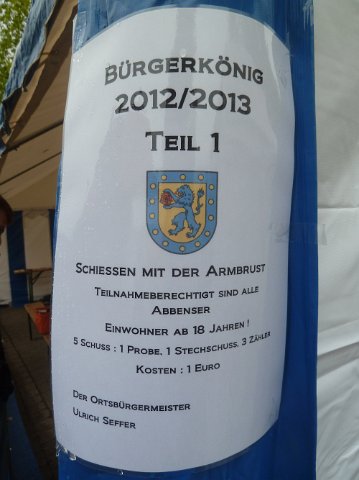 BÜRGERKÖNIG
2012/2013
TEIL 1
SCHIESSEN MIT DER ARMBRUST
TEILNAHMEBERECHTIGT SIND ALLE
ABBENSER
EINWOHNER AB 18 JAHREN !
5 SCHUSS : 1 PROBE, 1 STECHSCHUSS, 3 ZÄHLER
KOSTEN : 1 EURO
DER ORTSBÜRGERMEISTER
ULRICH SEFFER